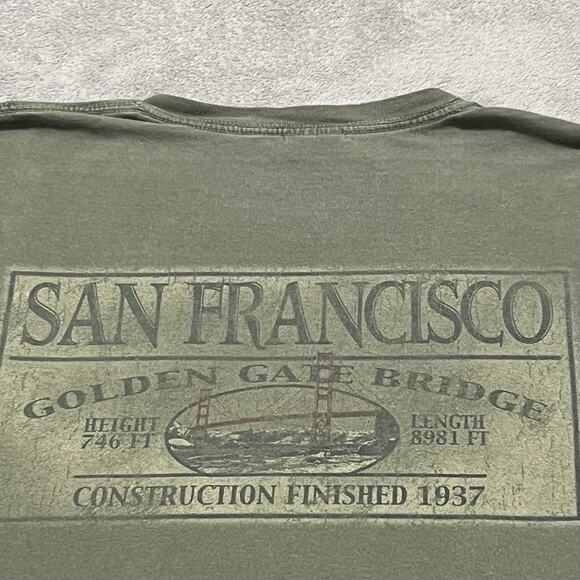 SAN FRANCISCO
GOLDEN GATE BRIDGE
HEIGHT
746 FT
LENGTH
8981 FT
CONSTRUCTION FINISHED 1937